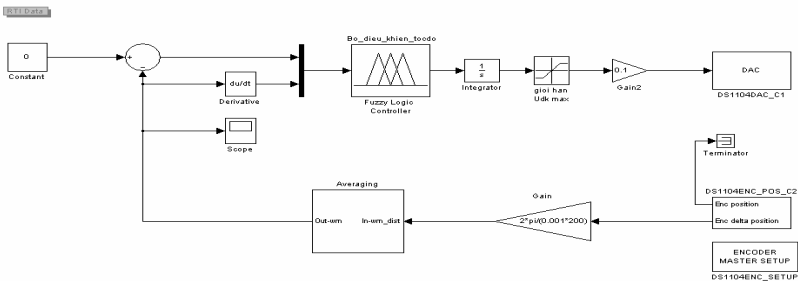 RTI Data
Bo_dieu_khien_tocdo
0
Constant
+
−
du/dt
Derivative
Scope
Fuzzy Logic
Controller
1
s
Integrator
gioi han
Udk max
0.1
Gain2
DAC
DS1104DAC_C1
Terminator
DS1104ENC_POS_C2
Enc position
Enc delta position
Gain
2*pi/(0.001*200)
Averaging
Out-wm
In-wm_dist
ENCODER
MASTER SETUP
DS1104ENC_SETUP